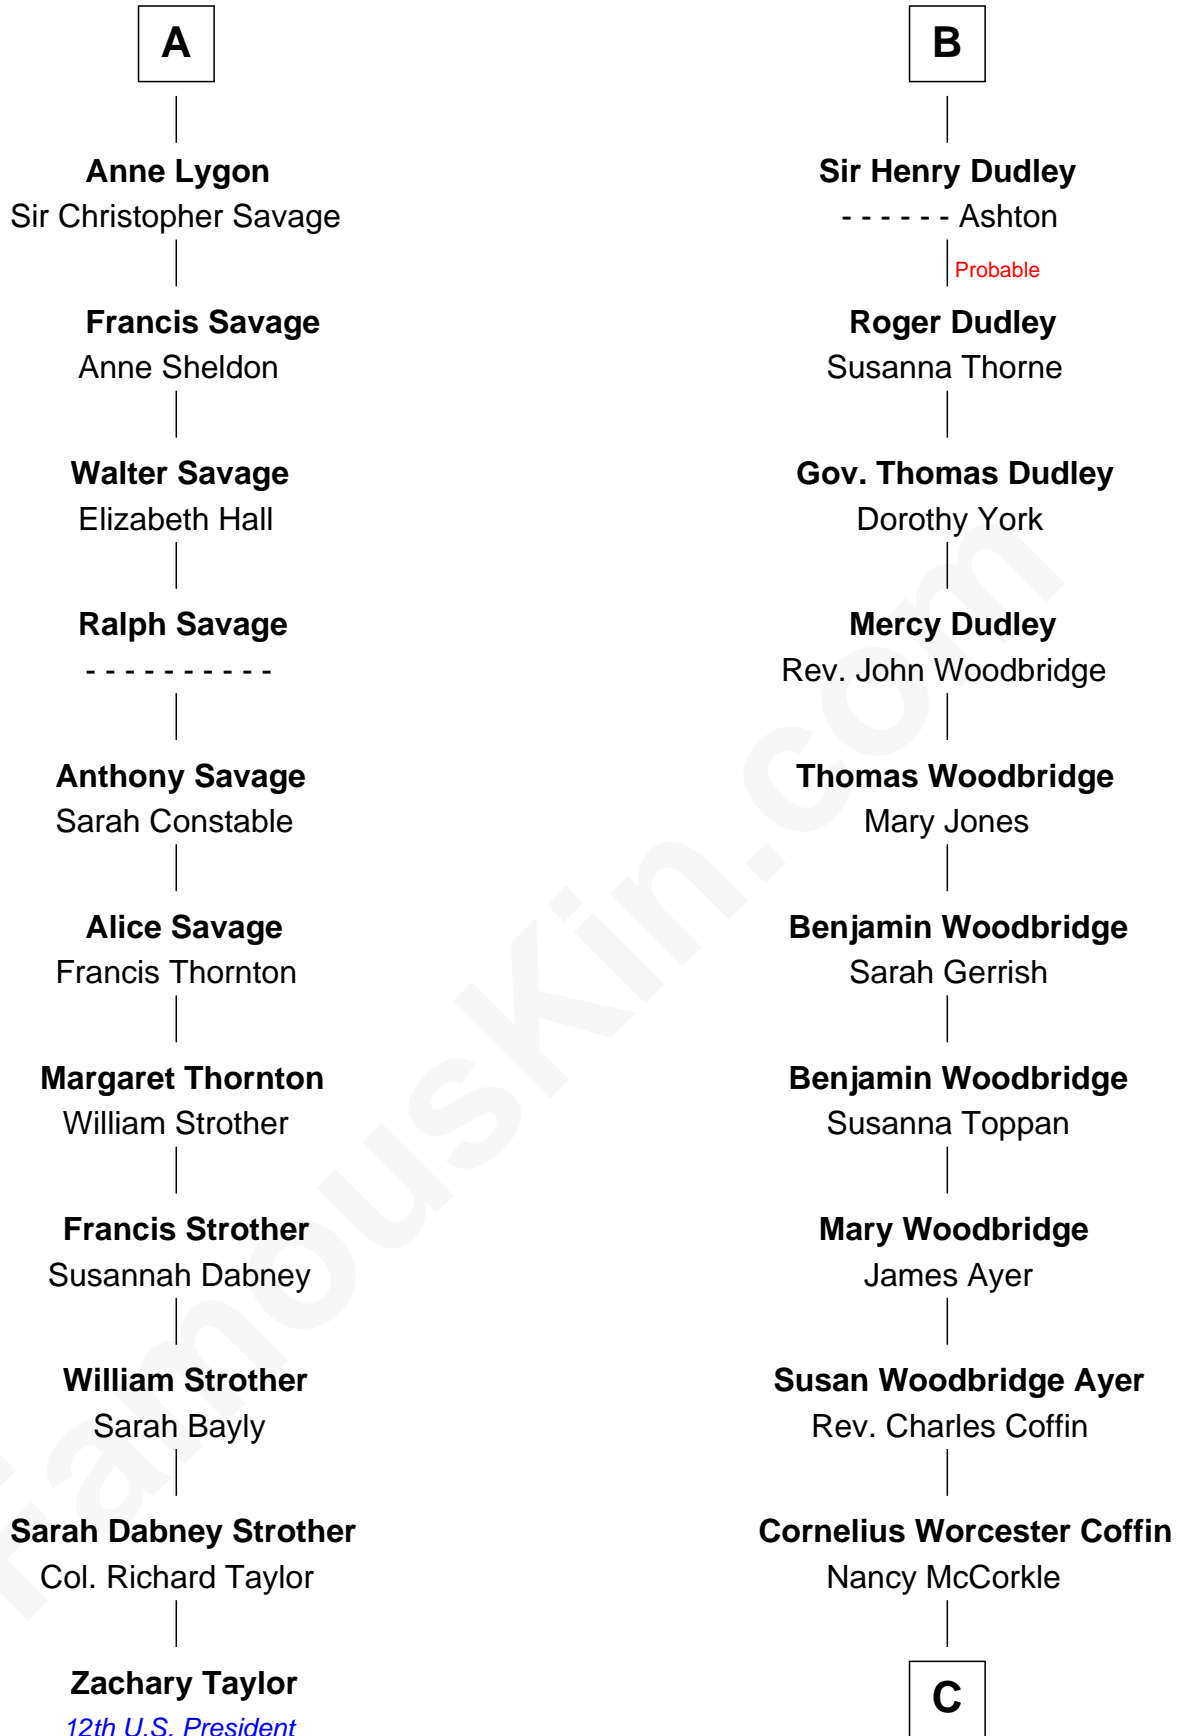 A
Anne Lygon
Sir Christopher Savage
Francis Savage
Anne Sheldon
Walter Savage
Elizabeth Hall
Ralph Savage
- - - - - - - - - -
Anthony Savage
Sarah Constable
Alice Savage
Francis Thornton
Margaret Thornton
William Strother
Francis Strother
Susannah Dabney
William Strother
Sarah Bayly
Sarah Dabney Strother
Col. Richard Taylor
Zachary Taylor
12th U.S. President
B
Sir Henry Dudley
- - - - - - Ashton
Probable
Roger Dudley
Susanna Thorne
Gov. Thomas Dudley
Dorothy York
Mercy Dudley
Rev. John Woodbridge
Thomas Woodbridge
Mary Jones
Benjamin Woodbridge
Sarah Gerrish
Benjamin Woodbridge
Susanna Toppan
Mary Woodbridge
James Ayer
Susan Woodbridge Ayer
Rev. Charles Coffin
Cornelius Worcester Coffin
Nancy McCorkle
C
FamousKin.com